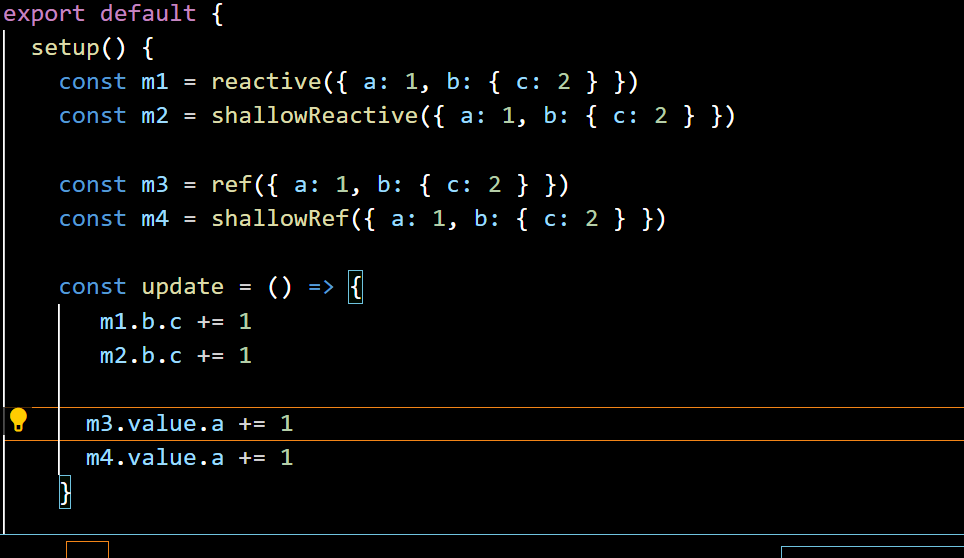 export default {
setup() {
const m1 = reactive({ a: 1, b: { c: 2 } })
const m2 = shallowReactive({ a: 1, b: { c: 2 } })
const m3 = ref({ a: 1, b: { c: 2 } })
const m4 = shallowRef({ a: 1, b: { c: 2 } })
const update = () => {
m1.b.c += 1
m2.b.c += 1
m3.value.a += 1
m4.value.a += 1
}